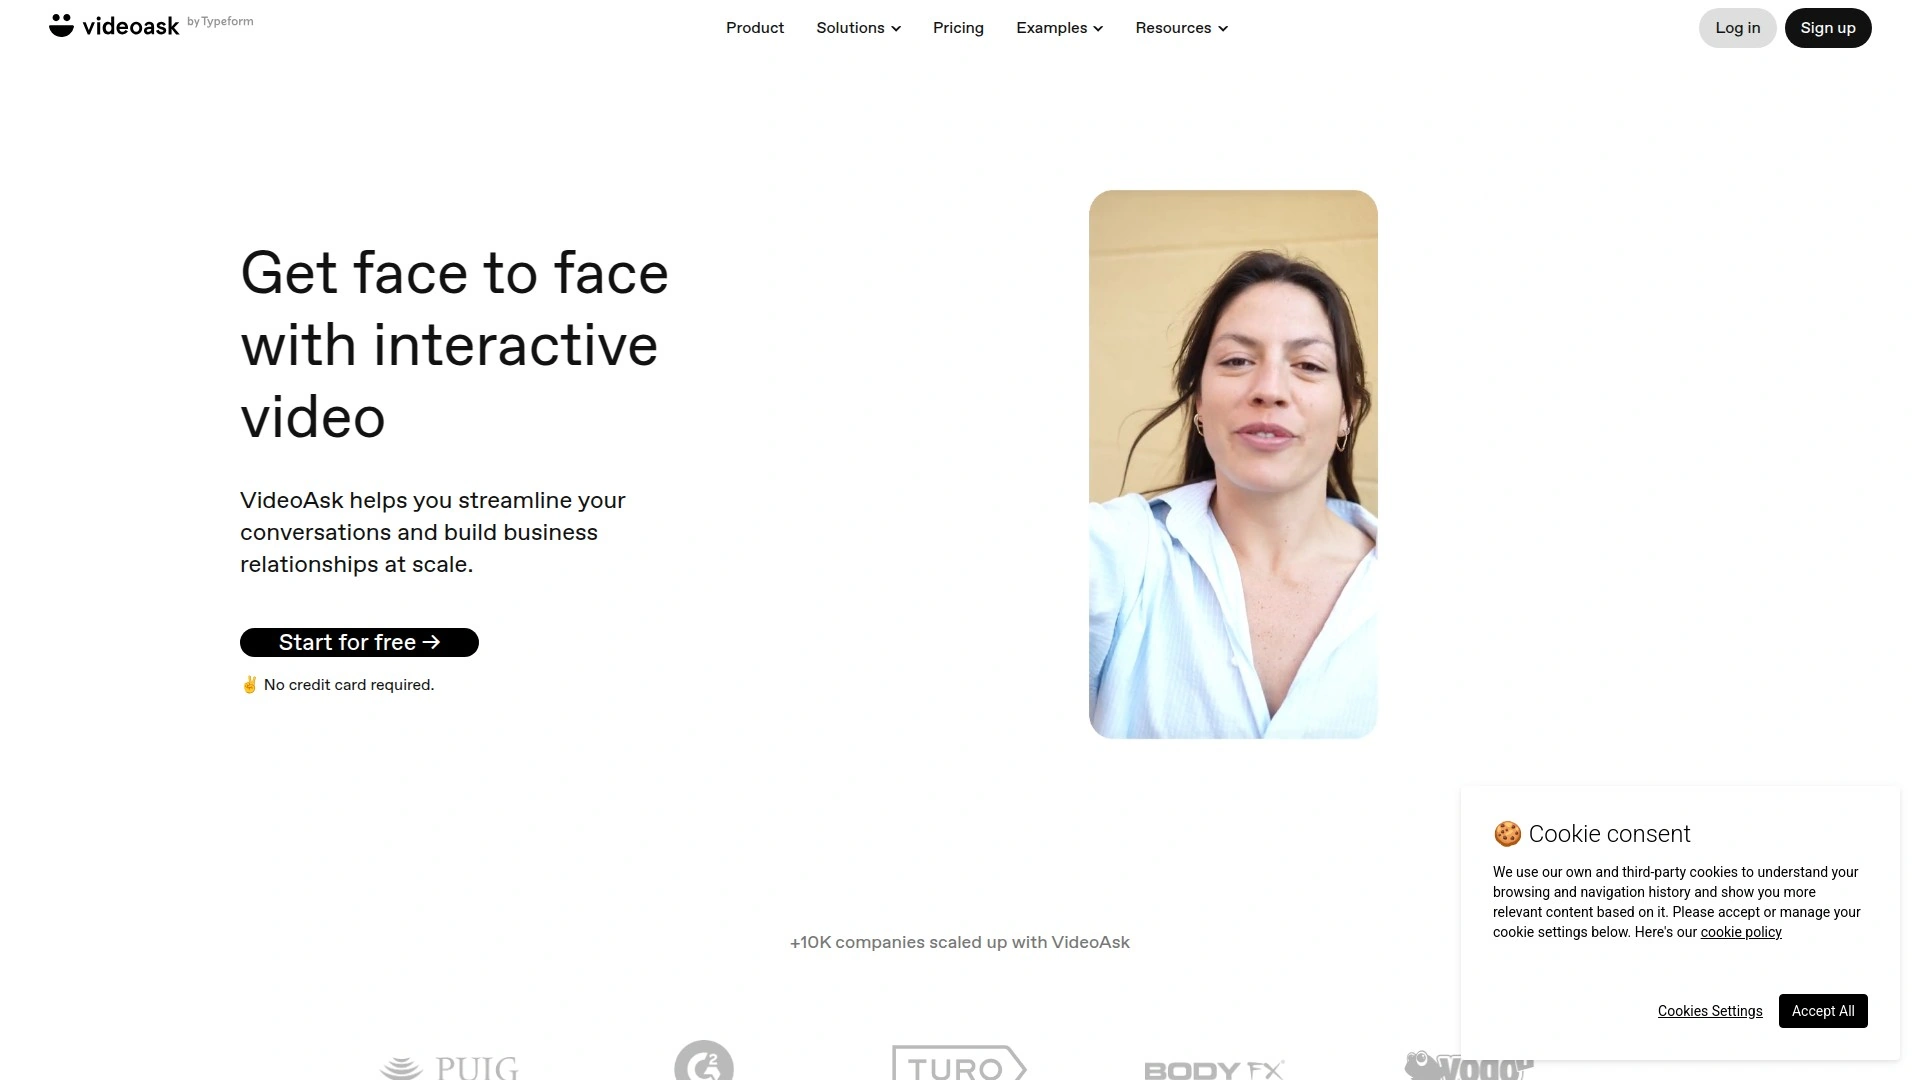 videoask by Typeform
Product
Solutions
Pricing
Examples
Resources
Log in
Sign up
Get face to face
with interactive
video
VideoAsk helps you streamline your
conversations and build business
relationships at scale.
Start for free →
✌️ No credit card required.
🍪 Cookie consent
We use our own and third-party cookies to understand your
browsing and navigation history and show you more
relevant content based on it. Please accept or manage your
cookie settings below. Here's our cookie policy
Cookies Settings
Accept All
+10K companies scaled up with VideoAsk
PUIG
G2
TURO
BODY FX